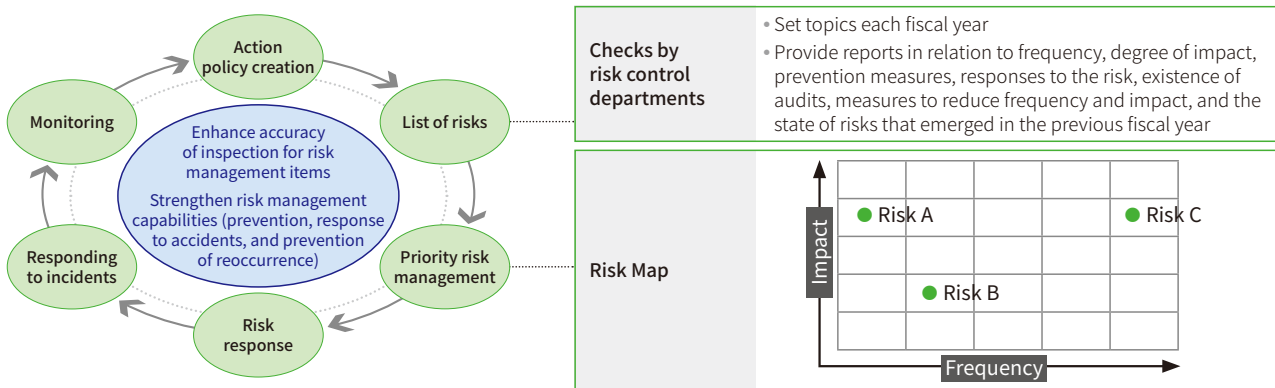 Action
policy creation
Monitoring
List of risks
Enhance accuracy
of inspection for risk
management items
Strengthen risk management
capabilities (prevention, response
to accidents, and prevention
of reoccurrence)
Responding
to incidents
Priority risk
management
Risk
response
Checks by
risk control
departments
• Set topics each fiscal year
• Provide reports in relation to frequency, degree of impact,
prevention measures, responses to the risk, existence of
audits, measures to reduce frequency and impact, and the
state of risks that emerged in the previous fiscal year
Risk Map
Impact
Risk A
Risk C
Risk B
Frequency